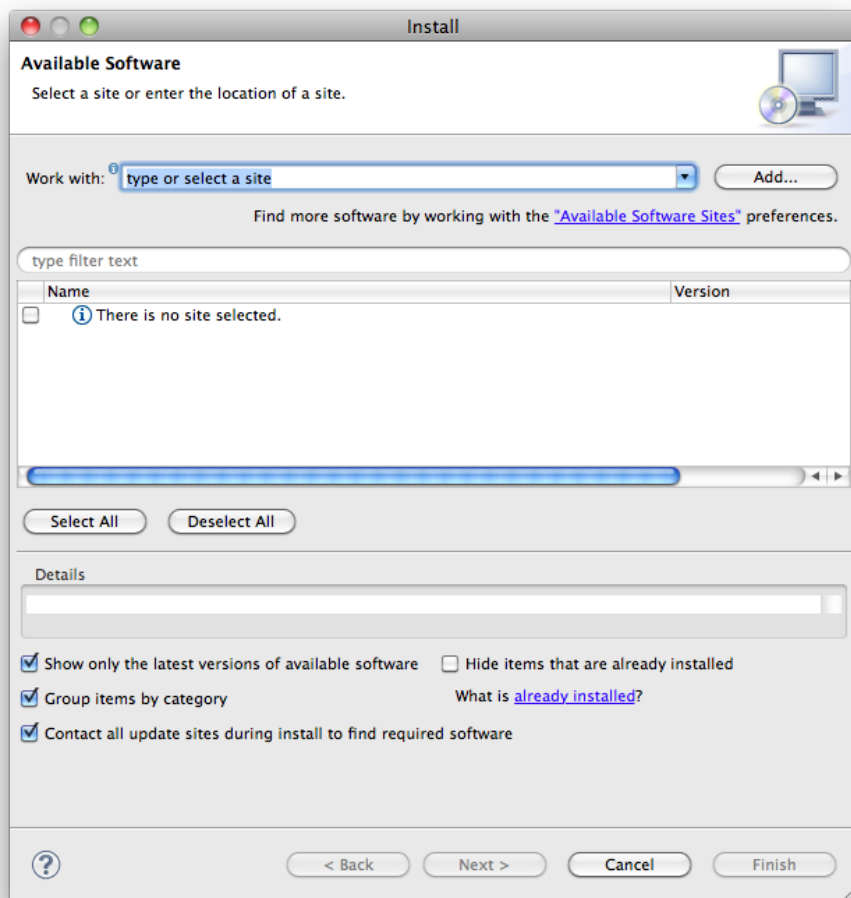 Install
Available Software
Select a site or enter the location of a site.
Work with: type or select a site Add...
Find more software by working with the "Available Software Sites" preferences.
type filter text
Name Version
There is no site selected.
Select All Deselect All
Details
Show only the latest versions of available software Hide items that are already installed
Group items by category What is already installed?
Contact all update sites during install to find required software
? < Back Next > Cancel Finish